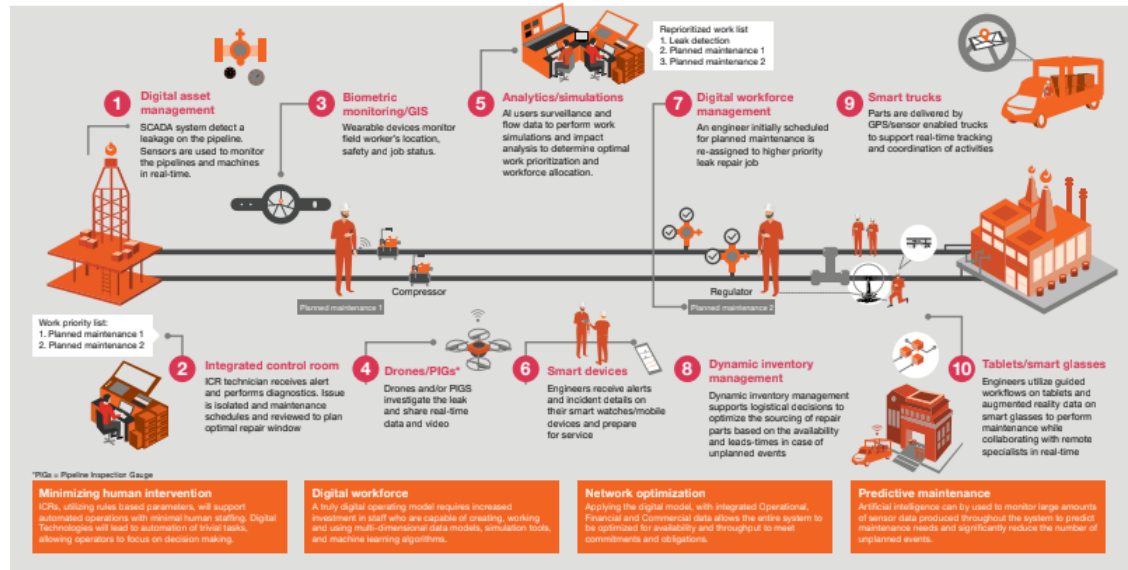 Reprioritized work list
1. Leak detection
2. Planned maintenance 1
3. Planned maintenance 2
1
Digital asset
management
SCADA system detect a
leakage on the pipeline.
Sensors are used to monitor
the pipelines and machines
in real-time.
3
Biometric
monitoring/GIS
Wearable devices monitor
field worker's location,
safety and job status.
5
Analytics/simulations
AI users surveillance and
flow data to perform work
simulations and impact
analysis to determine optimal
work prioritization and
workforce allocation.
7
Digital workforce
management
An engineer initially scheduled
for planned maintenance is
re-assigned to higher priority
leak repair job
9
Smart trucks
Parts are delivered by
GPS/sensor enabled trucks
to support real-time tracking
and coordination of activities
Compressor
Regulator
Planned maintenance 1
Planned maintenance 2
Work priority list:
1. Planned maintenance 1
2. Planned maintenance 2
2
Integrated control room
ICR technician receives alert
and performs diagnostics. Issue
is isolated and maintenance
schedules and reviewed to plan
optimal repair window
4
Drones/PIGs*
Drones and/or PIGS
investigate the leak
and share real-time
data and video
6
Smart devices
Engineers receive alerts
and incident details on
their smart watches/mobile
devices and prepare
for service
8
Dynamic inventory
management
Dynamic inventory management
supports logistical decisions to
optimize the sourcing of repair
parts based on the availability
and leads-times in case of
unplanned events
10
Tablets/smart glasses
Engineers utilize guided
workflows on tablets and
augmented reality data on
smart glasses to perform
maintenance while
collaborating with remote
specialists in real-time
*PIGs = Pipeline Inspection Gauge
Minimizing human intervention
ICRs, utilizing rules based parameters, will support
automated operations with minimal human staffing. Digital
Technologies will lead to automation of trivial tasks,
allowing operators to focus on decision making.
Digital workforce
A truly digital operating model requires increased
investment in staff who are capable of creating, working
and using multi-dimensional data models, simulation tools,
and machine learning algorithms.
Network optimization
Applying the digital model, with integrated Operational,
Financial and Commercial data allows the entire system to
be optimized for availability and throughput to meet
commitments and obligations.
Predictive maintenance
Artificial intelligence can by used to monitor large amounts
of sensor data produced throughout the system to predict
maintenance needs and significantly reduce the number of
unplanned events.